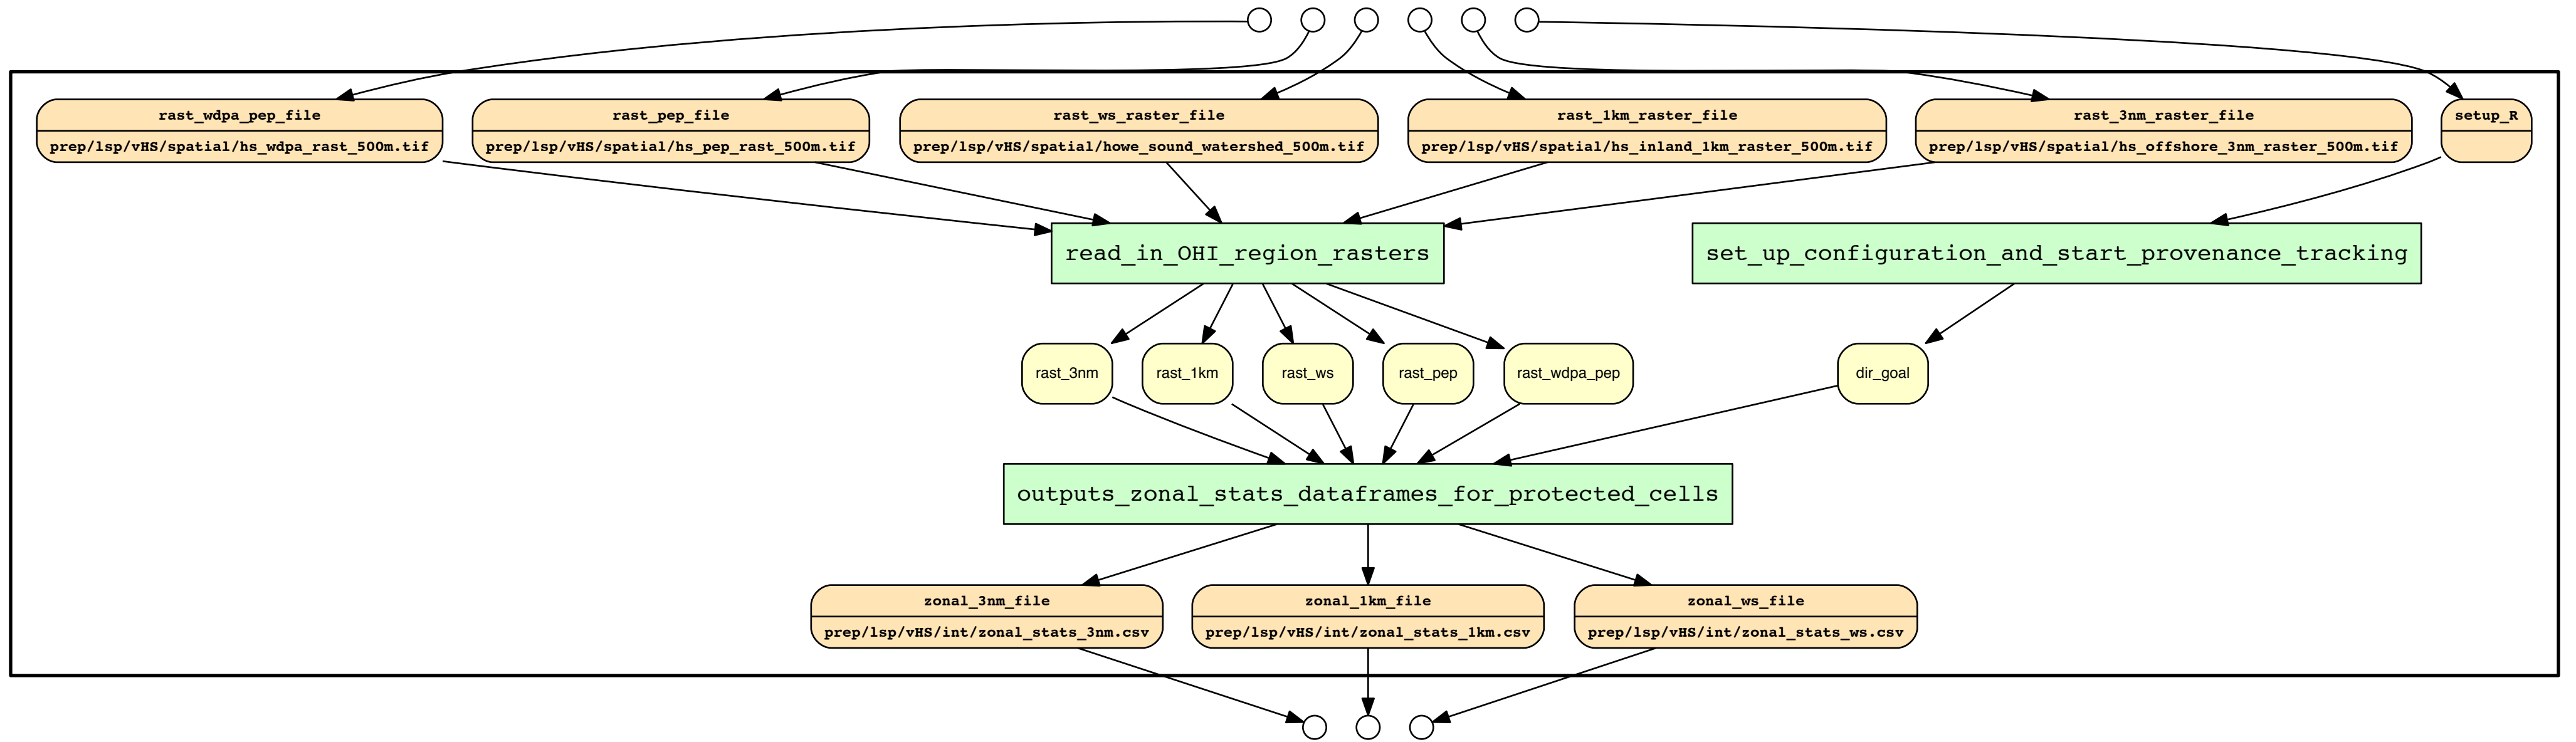 rast_wdpa_pep_file
prep/lsp/vHS/spatial/hs_wdpa_rast_500m.tif
rast_pep_file
prep/lsp/vHS/spatial/hs_pep_rast_500m.tif
rast_ws_raster_file
prep/lsp/vHS/spatial/howe_sound_watershed_500m.tif
rast_1km_raster_file
prep/lsp/vHS/spatial/hs_inland_1km_raster_500m.tif
rast_3nm_raster_file
prep/lsp/vHS/spatial/hs_offshore_3nm_raster_500m.tif
setup_R
read_in_OHI_region_rasters
set_up_configuration_and_start_provenance_tracking
rast_3nm
rast_1km
rast_ws
rast_pep
rast_wdpa_pep
dir_goal
outputs_zonal_stats_dataframes_for_protected_cells
zonal_3nm_file
prep/lsp/vHS/int/zonal_stats_3nm.csv
zonal_1km_file
prep/lsp/vHS/int/zonal_stats_1km.csv
zonal_ws_file
prep/lsp/vHS/int/zonal_stats_ws.csv